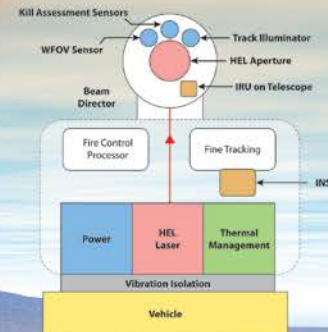 Kill Assessment Sensors
WFOV Sensor
Track Illuminator
HEL Aperture
IRU on Telescope
Beam
Director
Fire Control
Processor
Fine Tracking
INS
Power
HEL
Laser
Thermal
Management
Vibration Isolation
Vehicle